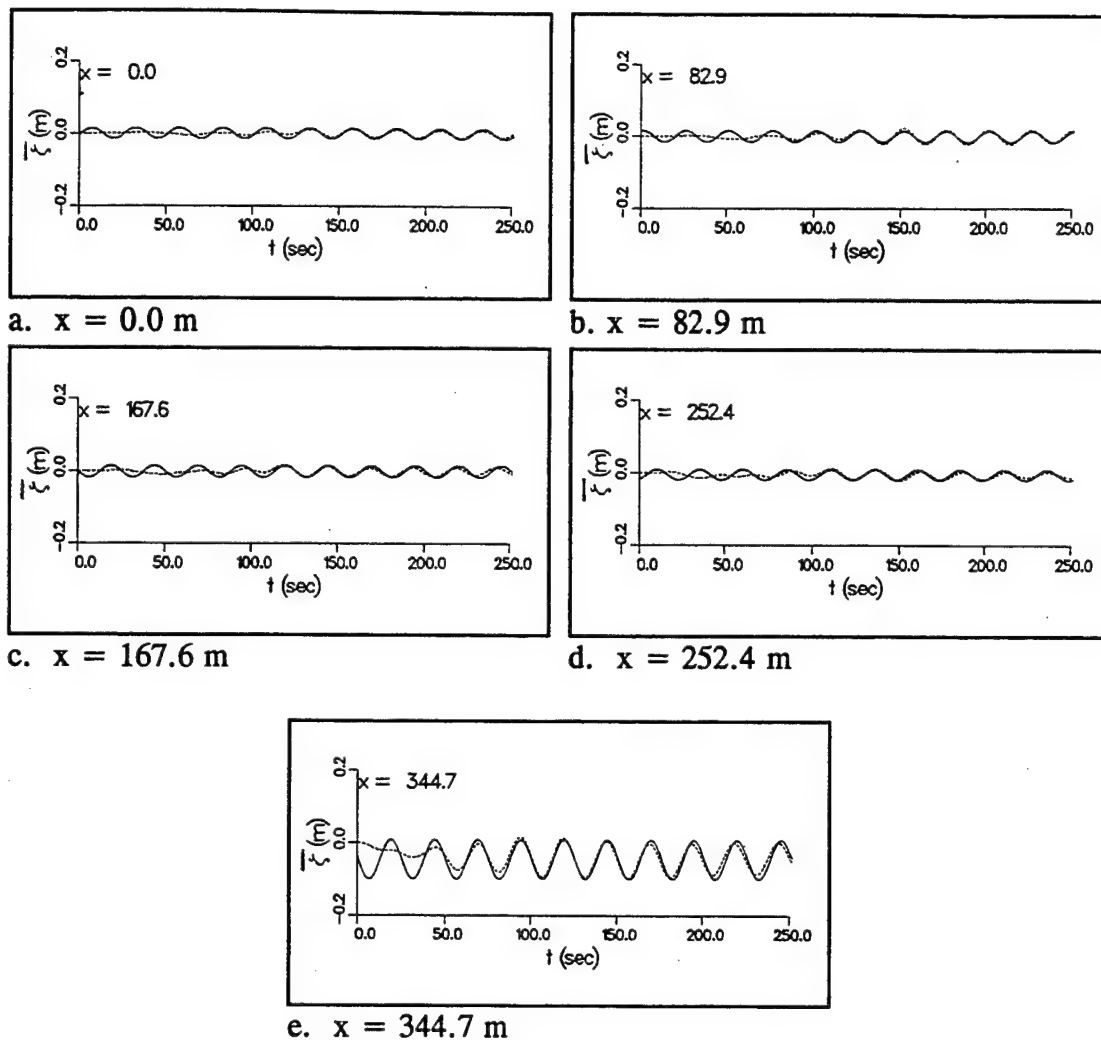 0.2
x = 0.0
0.0
ζ (m)
-0.2
0.0 50.0 100.0 150.0 200.0 250.0
t (sec)
a. x = 0.0 m
0.2
x = 82.9
0.0
ζ (m)
-0.2
0.0 50.0 100.0 150.0 200.0 250.0
t (sec)
b. x = 82.9 m
0.2
x = 167.6
0.0
ζ (m)
-0.2
0.0 50.0 100.0 150.0 200.0 250.0
t (sec)
c. x = 167.6 m
0.2
x = 252.4
0.0
ζ (m)
-0.2
0.0 50.0 100.0 150.0 200.0 250.0
t (sec)
d. x = 252.4 m
0.2
x = 344.7
0.0
ζ (m)
-0.2
0.0 50.0 100.0 150.0 200.0 250.0
t (sec)
e. x = 344.7 m